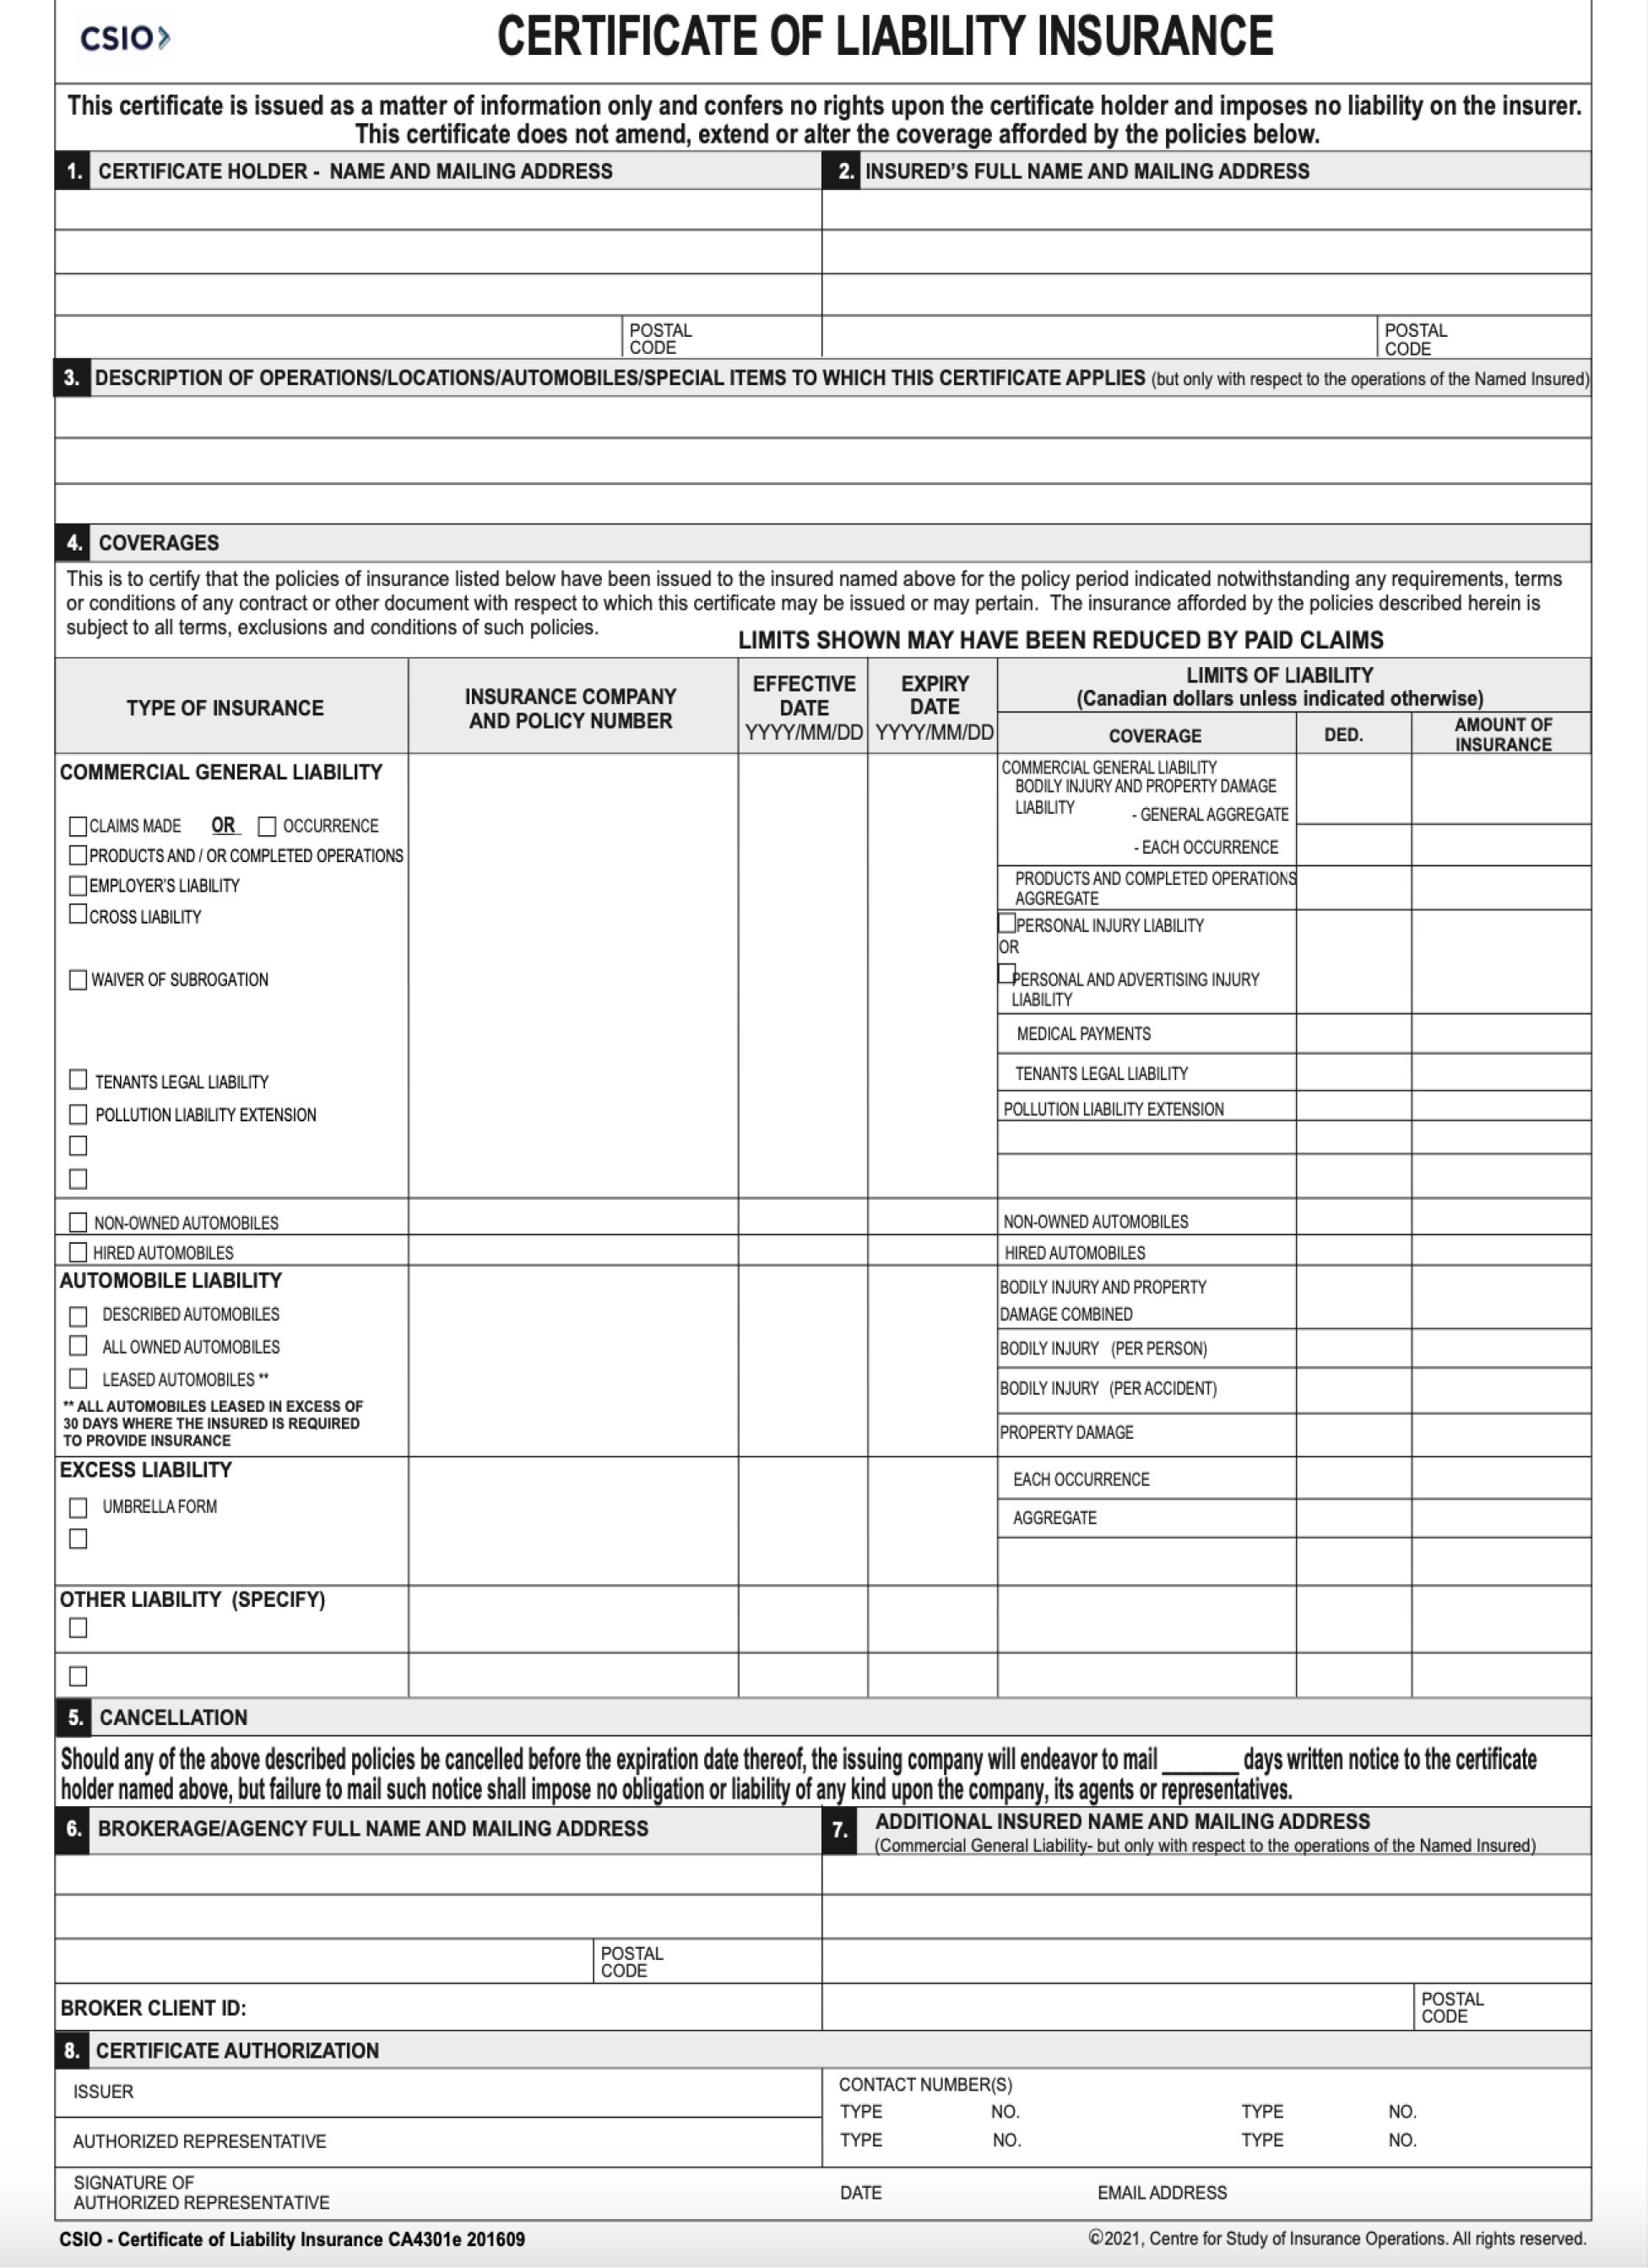 CSIO
CERTIFICATE OF LIABILITY INSURANCE
This certificate is issued as a matter of information only and confers no rights upon the certificate holder and imposes no liability on the insurer.
This certificate does not amend, extend or alter the coverage afforded by the policies below.
1. CERTIFICATE HOLDER - NAME AND MAILING ADDRESS
2. INSURED'S FULL NAME AND MAILING ADDRESS
POSTAL
CODE
POSTAL
CODE
3. DESCRIPTION OF OPERATIONS/LOCATIONS/AUTOMOBILES/SPECIAL ITEMS TO WHICH THIS CERTIFICATE APPLIES (but only with respect to the operations of the Named Insured)
4. COVERAGES
This is to certify that the policies of insurance listed below have been issued to the insured named above for the policy period indicated notwithstanding any requirements, terms
or conditions of any contract or other document with respect to which this certificate may be issued or may pertain. The insurance afforded by the policies described herein is
subject to all terms, exclusions and conditions of such policies.
LIMITS SHOWN MAY HAVE BEEN REDUCED BY PAID CLAIMS
TYPE OF INSURANCE
INSURANCE COMPANY
AND POLICY NUMBER
EFFECTIVE
DATE
YYYY/MM/DD
EXPIRY
DATE
YYYY/MM/DD
LIMITS OF LIABILITY
(Canadian dollars unless indicated otherwise)
COVERAGE
DED.
AMOUNT OF
INSURANCE
COMMERCIAL GENERAL LIABILITY
CLAIMS MADE OR OCCURRENCE
PRODUCTS AND / OR COMPLETED OPERATIONS
EMPLOYER'S LIABILITY
CROSS LIABILITY
WAIVER OF SUBROGATION
TENANTS LEGAL LIABILITY
POLLUTION LIABILITY EXTENSION
COMMERCIAL GENERAL LIABILITY
BODILY INJURY AND PROPERTY DAMAGE
LIABILITY - GENERAL AGGREGATE
- EACH OCCURRENCE
PRODUCTS AND COMPLETED OPERATIONS
AGGREGATE
PERSONAL INJURY LIABILITY
OR
PERSONAL AND ADVERTISING INJURY
LIABILITY
MEDICAL PAYMENTS
TENANTS LEGAL LIABILITY
POLLUTION LIABILITY EXTENSION
NON-OWNED AUTOMOBILES
NON-OWNED AUTOMOBILES
HIRED AUTOMOBILES
HIRED AUTOMOBILES
AUTOMOBILE LIABILITY
DESCRIBED AUTOMOBILES
ALL OWNED AUTOMOBILES
LEASED AUTOMOBILES **
** ALL AUTOMOBILES LEASED IN EXCESS OF
30 DAYS WHERE THE INSURED IS REQUIRED
TO PROVIDE INSURANCE
BODILY INJURY AND PROPERTY
DAMAGE COMBINED
BODILY INJURY (PER PERSON)
BODILY INJURY (PER ACCIDENT)
PROPERTY DAMAGE
EXCESS LIABILITY
UMBRELLA FORM
EACH OCCURRENCE
AGGREGATE
OTHER LIABILITY (SPECIFY)
5. CANCELLATION
Should any of the above described policies be cancelled before the expiration date thereof, the issuing company will endeavor to mail ________ days written notice to the certificate
holder named above, but failure to mail such notice shall impose no obligation or liability of any kind upon the company, its agents or representatives.
6. BROKERAGE/AGENCY FULL NAME AND MAILING ADDRESS
7. ADDITIONAL INSURED NAME AND MAILING ADDRESS
(Commercial General Liability- but only with respect to the operations of the Named Insured)
POSTAL
CODE
BROKER CLIENT ID:
POSTAL
CODE
8. CERTIFICATE AUTHORIZATION
ISSUER
CONTACT NUMBER(S)
TYPE NO. TYPE NO.
AUTHORIZED REPRESENTATIVE
TYPE NO. TYPE NO.
SIGNATURE OF
AUTHORIZED REPRESENTATIVE
DATE
EMAIL ADDRESS
CSIO - Certificate of Liability Insurance CA4301e 201609
©2021, Centre for Study of Insurance Operations. All rights reserved.